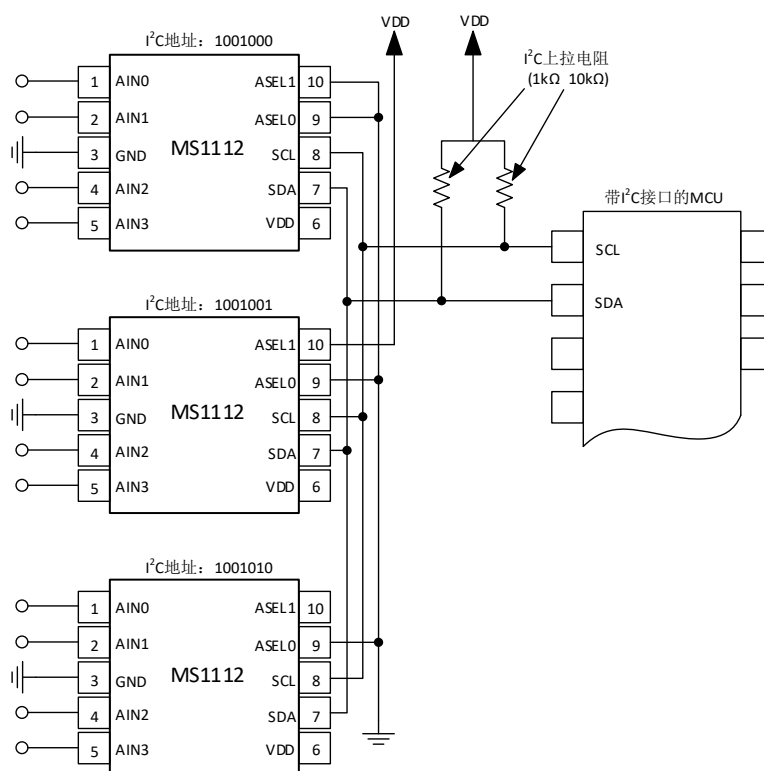 VDD
VDD
I²C地址：1001000
I²C上拉电阻
(1kΩ 10kΩ)
1 AIN0 ASEL1 10
2 AIN1 ASEL0 9
MS1112
3 GND SCL 8
4 AIN2 SDA 7
5 AIN3 VDD 6
带I²C接口的MCU
SCL
SDA
I²C地址：1001001
1 AIN0 ASEL1 10
2 AIN1 ASEL0 9
MS1112
3 GND SCL 8
4 AIN2 SDA 7
5 AIN3 VDD 6
I²C地址：1001010
1 AIN0 ASEL1 10
2 AIN1 ASEL0 9
MS1112
3 GND SCL 8
4 AIN2 SDA 7
5 AIN3 VDD 6